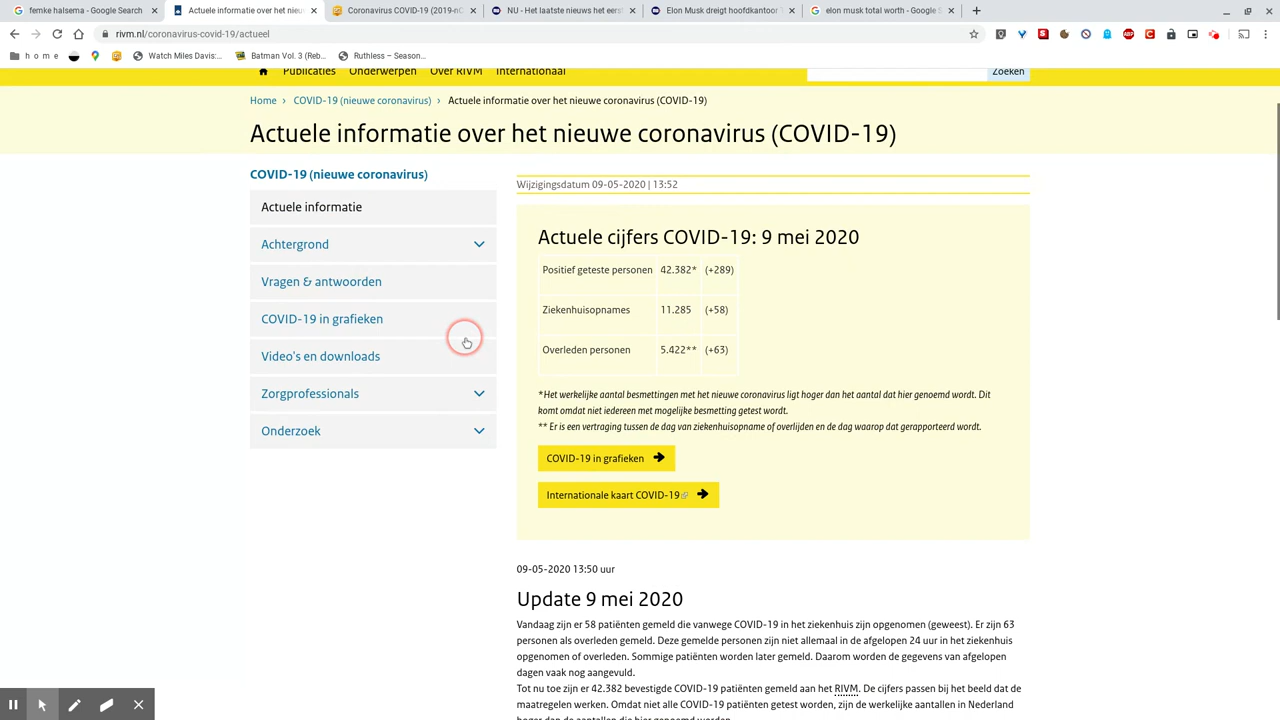 femke halsema - Google Search
Actuele informatie over het nieu
Coronavirus COVID-19 (2019-nC
NU - Het laatste nieuws het eers
Elon Musk dreigt hoofdkantoor T
elon musk total worth - Google S
rivm.nl/coronavirus-covid-19/actueel
h o m e
Watch Miles Davis:...
Batman Vol. 3 (Reb...
Ruthless – Season...
Publicaties Onderwerpen Over RIVM Internationaal
Zoeken
Home › COVID-19 (nieuwe coronavirus) › Actuele informatie over het nieuwe coronavirus (COVID-19)
Actuele informatie over het nieuwe coronavirus (COVID-19)
COVID-19 (nieuwe coronavirus)
Actuele informatie
Achtergrond
Vragen & antwoorden
COVID-19 in grafieken
Video's en downloads
Zorgprofessionals
Onderzoek
Wijzigingsdatum 09-05-2020 | 13:52
Actuele cijfers COVID-19: 9 mei 2020
Positief geteste personen 42.382* (+289)
Ziekenhuisopnames 11.285 (+58)
Overleden personen 5.422** (+63)
*Het werkelijke aantal besmettingen met het nieuwe coronavirus ligt hoger dan het aantal dat hier genoemd wordt. Dit
komt omdat niet iedereen met mogelijke besmetting getest wordt.
** Er is een vertraging tussen de dag van ziekenhuisopname of overlijden en de dag waarop dat gerapporteerd wordt.
COVID-19 in grafieken
Internationale kaart COVID-19
09-05-2020 13:50 uur
Update 9 mei 2020
Vandaag zijn er 58 patiënten gemeld die vanwege COVID-19 in het ziekenhuis zijn opgenomen (geweest). Er zijn 63
personen als overleden gemeld. Deze gemelde personen zijn niet allemaal in de afgelopen 24 uur in het ziekenhuis
opgenomen of overleden. Sommige patiënten worden later gemeld. Daarom worden de gegevens van afgelopen
dagen vaak nog aangevuld.
Tot nu toe zijn er 42.382 bevestigde COVID-19 patiënten gemeld aan het RIVM. De cijfers passen bij het beeld dat de
maatregelen werken. Omdat niet alle COVID-19 patiënten getest worden, zijn de werkelijke aantallen in Nederland
hoger dan de aantallen die hier genoemd worden.